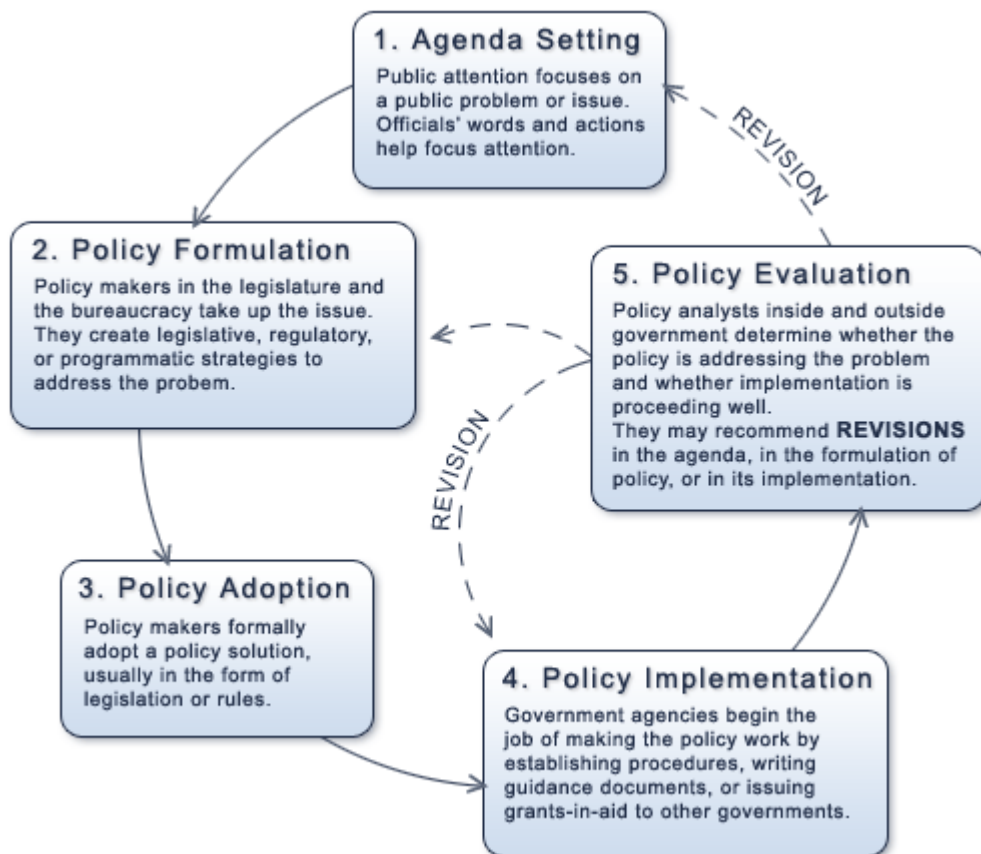 1. Agenda Setting
Public attention focuses on
a public problem or issue.
Officials' words and actions
help focus attention.
REVISION
2. Policy Formulation
Policy makers in the legislature and
the bureaucracy take up the issue.
They create legislative, regulatory,
or programmatic strategies to
address the probem.
5. Policy Evaluation
Policy analysts inside and outside
government determine whether the
policy is addressing the problem
and whether implementation is
proceeding well.
They may recommend REVISIONS
in the agenda, in the formulation of
policy, or in its implementation.
REVISION
3. Policy Adoption
Policy makers formally
adopt a policy solution,
usually in the form of
legislation or rules.
4. Policy Implementation
Government agencies begin the
job of making the policy work by
establishing procedures, writing
guidance documents, or issuing
grants-in-aid to other governments.